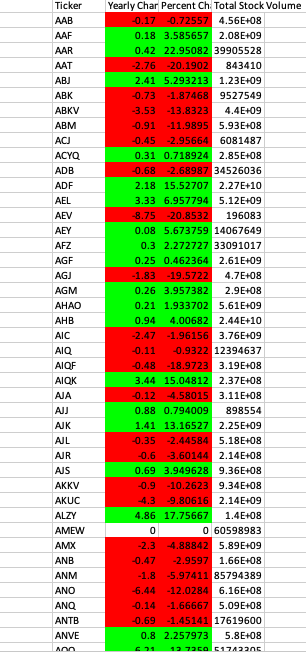 Ticker Yearly Char Percent Ch Total Stock Volume
AAB -0.17 -0.72557 4.56E+08
AAF 0.18 3.585657 2.08E+09
AAR 0.42 22.95082 39905528
AAT -2.76 -20.1902 843410
ABJ 2.41 5.293213 1.23E+09
ABK -0.73 -1.87468 9527549
ABKV -3.53 -13.8323 4.4E+09
ABM -0.91 -11.9895 5.93E+08
ACJ -0.45 -2.95664 6081487
ACYQ 0.31 0.718924 2.85E+08
ADB -0.68 -2.68987 34526036
ADF 2.18 15.52707 2.27E+10
AEL 3.33 6.957794 5.12E+09
AEV -8.75 -20.8532 196083
AEY 0.08 5.673759 14067649
AFZ 0.3 2.272727 33091017
AGF 0.25 0.462364 2.61E+09
AGJ -1.83 -19.5722 4.7E+08
AGM 0.26 3.957382 2.9E+08
AHAO 0.21 1.933702 5.61E+09
AHB 0.94 4.00682 2.44E+10
AIC -2.47 -1.96156 3.76E+09
AIQ -0.11 -0.9322 12394637
AIQF -0.48 -18.9723 3.19E+08
AIQK 3.44 15.04812 2.37E+08
AJA -0.12 -4.58015 3.11E+08
AJJ 0.88 0.794009 898554
AJK 1.41 13.16527 2.25E+09
AJL -0.35 -2.44584 5.18E+08
AJR -0.6 -3.60144 2.14E+08
AJS 0.69 3.949628 9.36E+08
AKKV -0.9 -10.2623 9.34E+08
AKUC -4.3 -9.80616 2.14E+09
ALZY 4.86 17.75667 1.4E+08
AMEW 0 0 60598983
AMX -2.3 -4.88842 5.89E+09
ANB -0.47 -2.9597 1.66E+08
ANM -1.8 -5.97411 85794389
ANO -6.44 -12.0284 6.16E+08
ANQ -0.14 -1.66667 5.09E+08
ANTB -0.69 -1.45141 17619600
ANVE 0.8 2.257973 5.8E+08